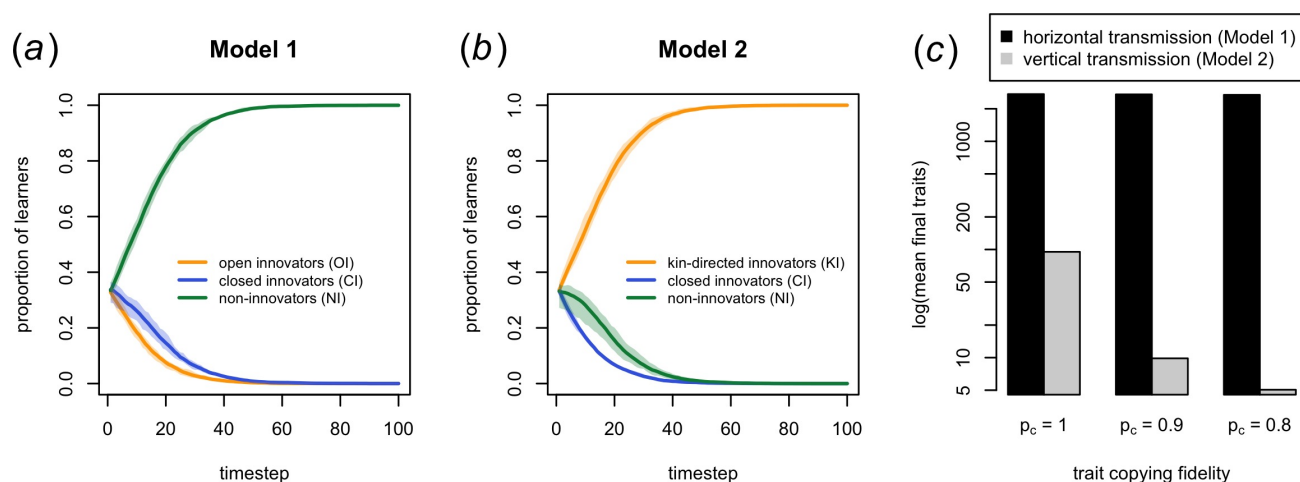 (a)
Model 1
proportion of learners
1.0
0.8
0.6
0.4
0.2
0.0
open innovators (OI)
closed innovators (CI)
non-innovators (NI)
0 20 40 60 80 100
timestep
(b)
Model 2
proportion of learners
1.0
0.8
0.6
0.4
0.2
0.0
kin-directed innovators (KI)
closed innovators (CI)
non-innovators (NI)
0 20 40 60 80 100
timestep
(c)
horizontal transmission (Model 1)
vertical transmission (Model 2)
log(mean final traits)
1000
200
50
10
5
pc = 1 pc = 0.9 pc = 0.8
trait copying fidelity